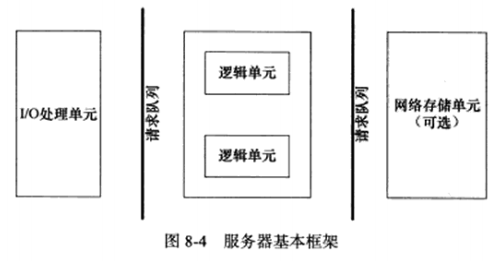 I/O处理单元
请求队列
逻辑单元
逻辑单元
请求队列
网络存储单元
（可选）
图 8-4 服务器基本框架